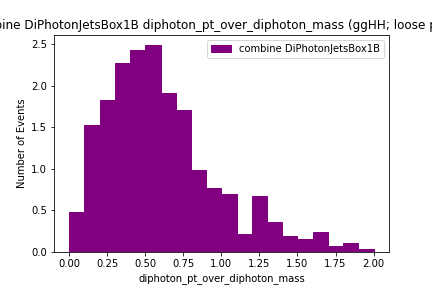 DiPhotonJetsBox1B diphoton_pt_over_diphoton_mass (ggHH; loose
combine DiPhotonJetsBox1B
Number of Events
2.5
2.0
1.5
1.0
0.5
0.0
0.00 0.25 0.50 0.75 1.00 1.25 1.50 1.75 2.00
diphoton_pt_over_diphoton_mass